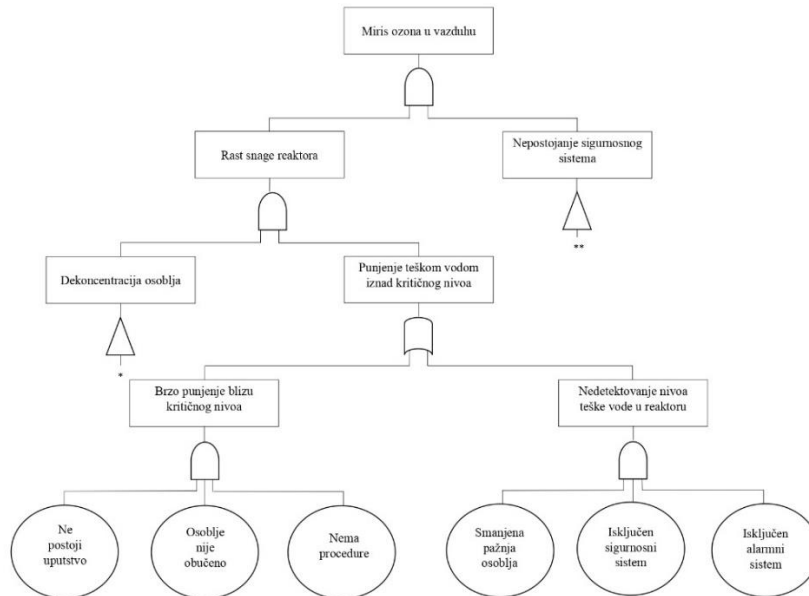 Miris ozona u vazduhu
Rast snage reaktora
Nepostojanje sigurnosnog
sistema
**
Dekoncentracija osoblja
Punjenje teškom vodom
iznad kritičnog nivoa
*
Brzo punjenje blizu
kritičnog nivoa
Nedetektovanje nivoa
teške vode u reaktoru
Ne
postoji
uputstvo
Osoblje
nije
obučeno
Nema
procedure
Smanjena
pažnja
osoblja
Isključen
sigurnosni
sistem
Isključen
alarmni
sistem